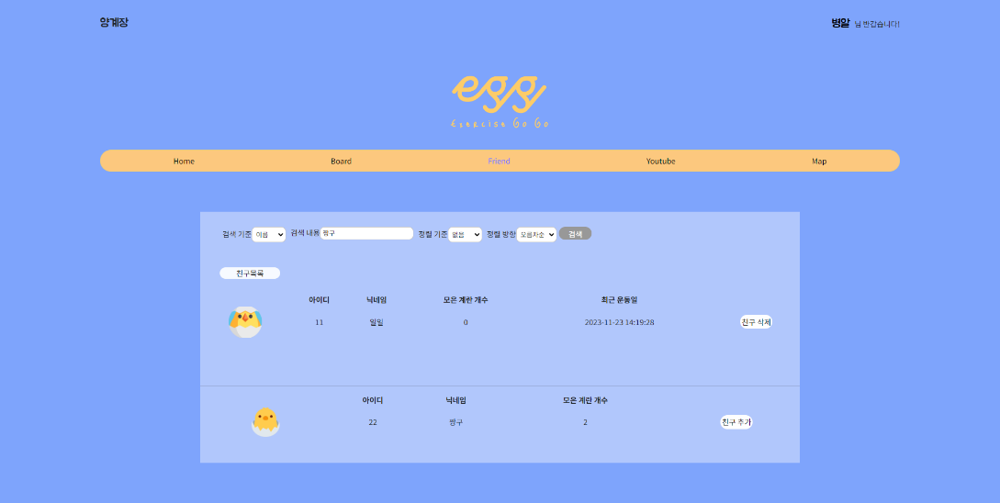 양계장
병알 님 반갑습니다!
egg
Exercise Go Go
Home Board Friend Youtube Map
검색 기준 이름 검색 내용 짱구 정렬 기준 없음 정렬 방향 오름차순 검색
친구목록
아이디 닉네임 모은 계란 개수 최근 운동일
11 일일 0 2023-11-23 14:19:28 친구 삭제
아이디 닉네임 모은 계란 개수
22 짱구 2 친구 추가